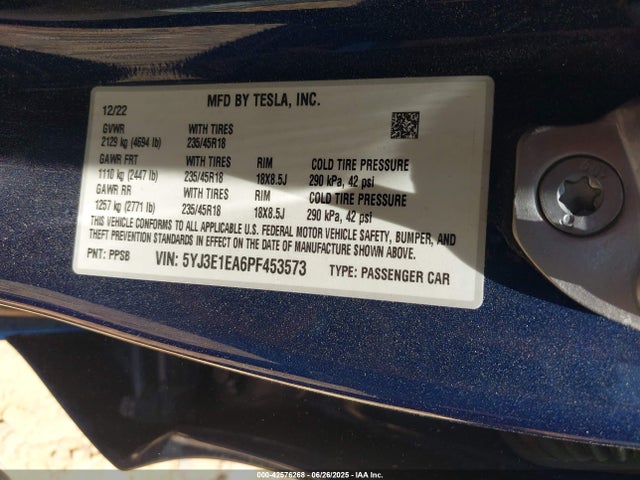 MFD BY TESLA, INC.
12/22
GVWR WITH TIRES
2129 kg (4694 lb) 235/45R18
GAWR FRT WITH TIRES RIM COLD TIRE PRESSURE
1110 kg (2447 lb) 235/45R18 18X8.5J 290 kPa, 42 psi
GAWR RR WITH TIRES RIM COLD TIRE PRESSURE
1257 kg (2771 lb) 235/45R18 18X8.5J 290 kPa, 42 psi
THIS VEHICLE CONFORMS TO ALL APPLICABLE U.S. FEDERAL MOTOR VEHICLE SAFETY, BUMPER, AND
THEFT PREVENTION STANDARDS IN EFFECT ON THE DATE OF MANUFACTURE SHOWN ABOVE.
PNT: PPSB VIN: 5YJ3E1EA6PF453573 TYPE: PASSENGER CAR
000-42576268 - 06/26/2025 - IAA Inc.